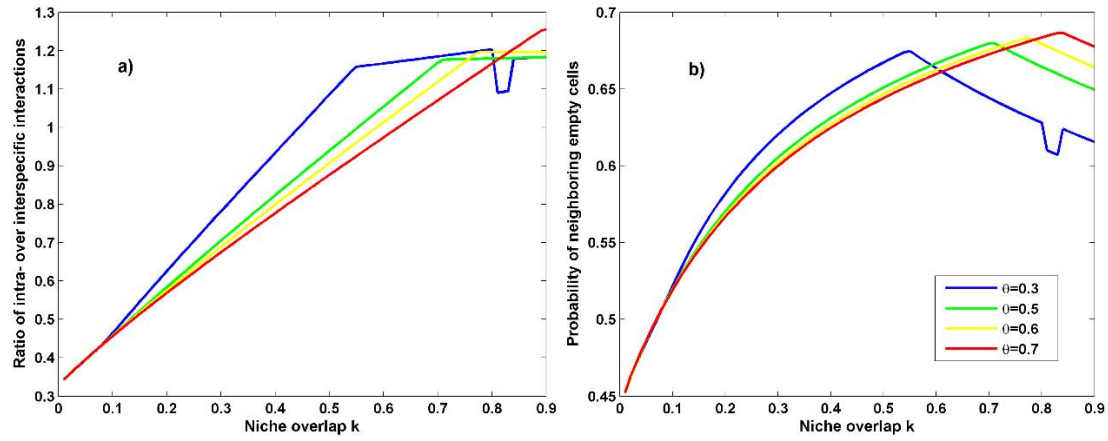 a)
Ratio of intra- over interspecific interactions
1.3
1.2
1.1
1
0.9
0.8
0.7
0.6
0.5
0.4
0.3
0 0.1 0.2 0.3 0.4 0.5 0.6 0.7 0.8 0.9
Niche overlap k
b)
Probability of neighboring empty cells
0.7
0.65
0.6
0.55
0.5
0.45
0 0.1 0.2 0.3 0.4 0.5 0.6 0.7 0.8 0.9
Niche overlap k
θ=0.3
θ=0.5
θ=0.6
θ=0.7